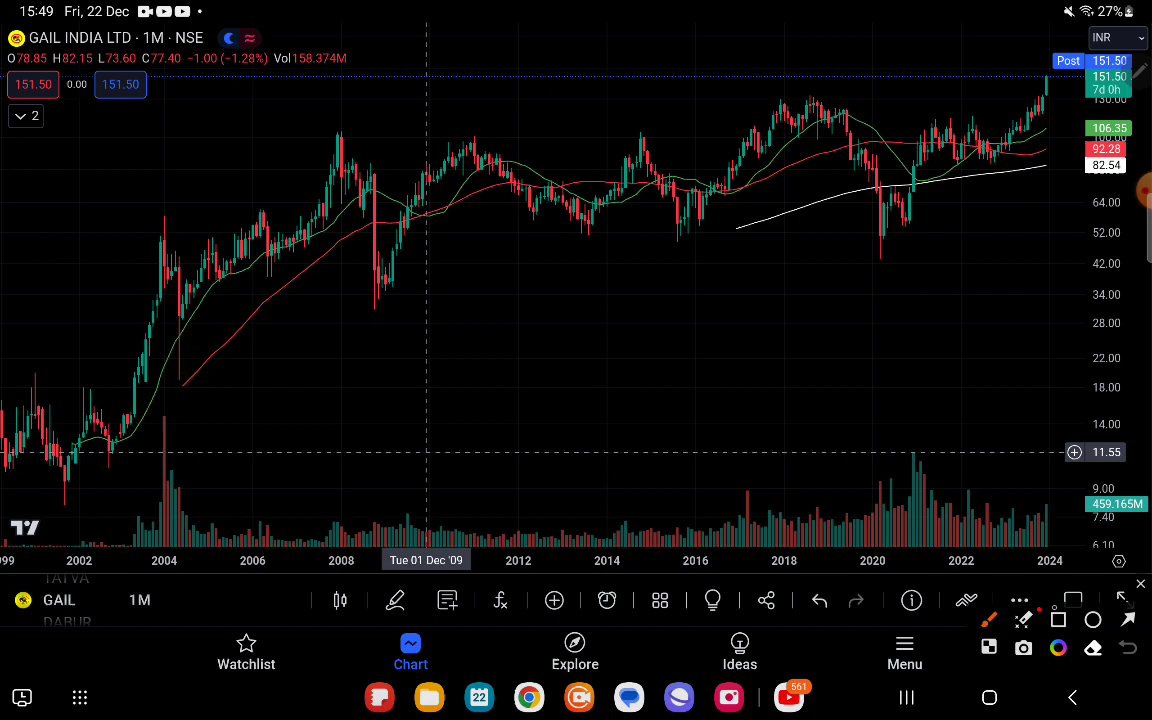 15:49 Fri, 22 Dec
27%
GAIL INDIA LTD · 1M · NSE
INR
O78.85 H82.15 L73.60 C77.40 −1.00 (−1.28%) Vol158.374M
Post 151.50
151.50 0.00 151.50
151.50
7d 0h
2
130.00
106.35
92.28
82.54
64.00
52.00
42.00
34.00
28.00
22.00
18.00
14.00
11.55
9.00
459.165M
7.40
6.10
2002 2004 2006 2008 Tue 01 Dec '09 2012 2014 2016 2018 2020 2022 2024
TATVA
GAIL 1M
DABUR
Watchlist Chart Explore Ideas Menu
22
561